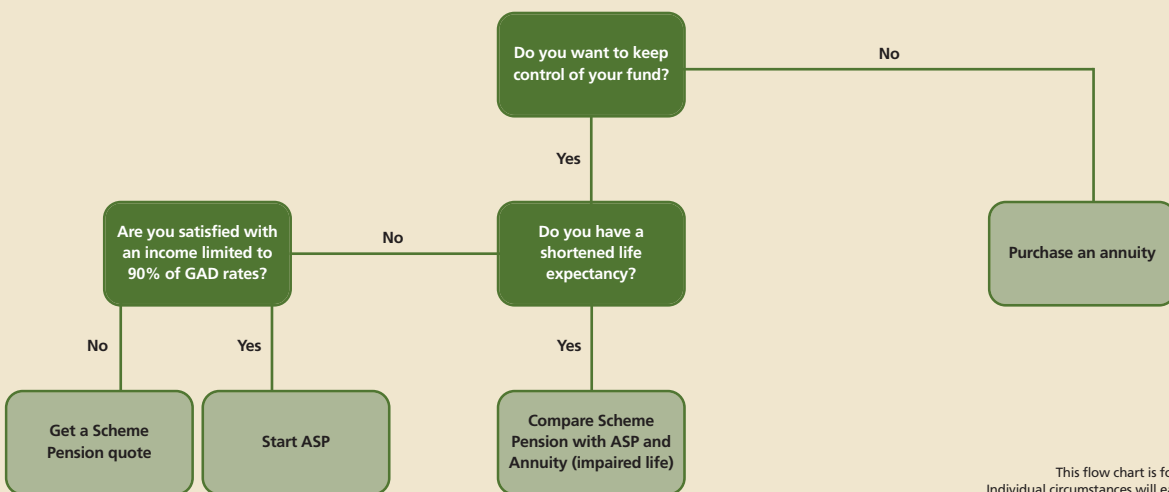 Do you want to keep
control of your fund?
No
Yes
Are you satisfied with
an income limited to
90% of GAD rates?
No
Do you have a
shortened life
expectancy?
Purchase an annuity
No
Yes
Yes
Get a Scheme
Pension quote
Start ASP
Compare Scheme
Pension with ASP and
Annuity (impaired life)
This flow chart is
Individual circumstances will